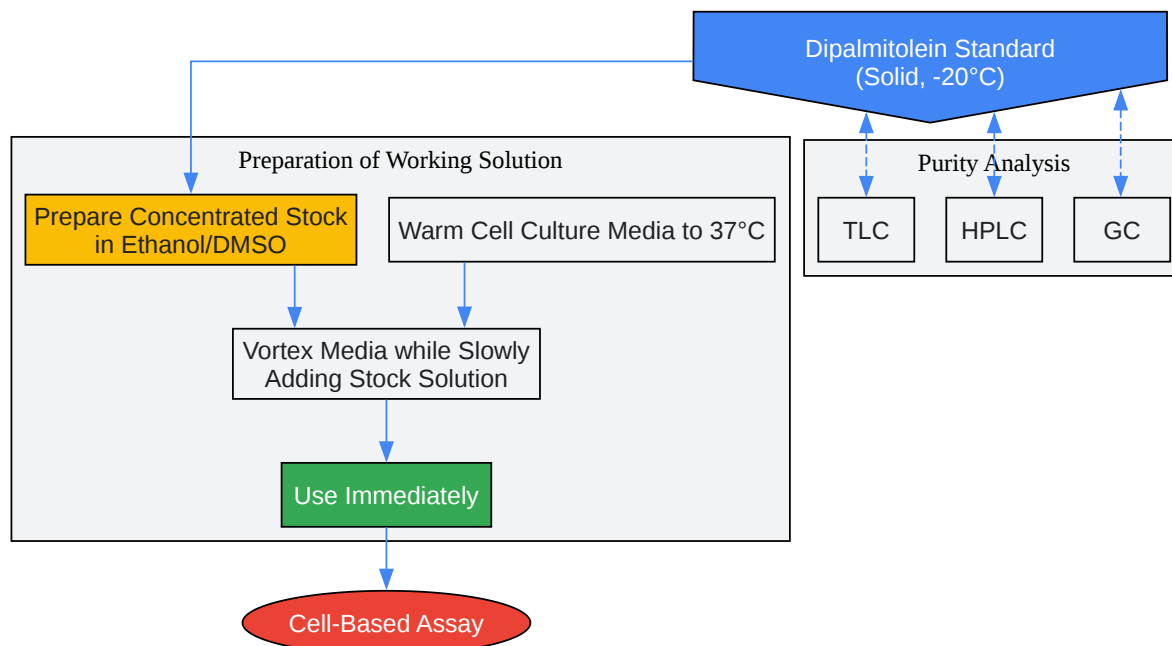 Dipalmitolein Standard
(Solid, -20°C)
Preparation of Working Solution
Prepare Concentrated Stock
in Ethanol/DMSO
Warm Cell Culture Media to 37°C
Vortex Media while Slowly
Adding Stock Solution
Use Immediately
Cell-Based Assay
Purity Analysis
TLC
HPLC
GC